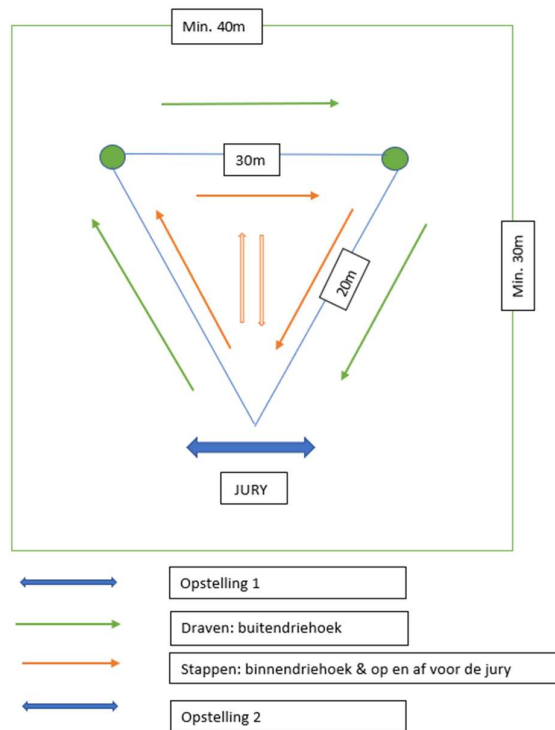 Min. 40m
30m
20m
Min. 30m
JURY
Opstelling 1
Draven: buitendriehoek
Stappen: binnendriehoek & op en af voor de jury
Opstelling 2